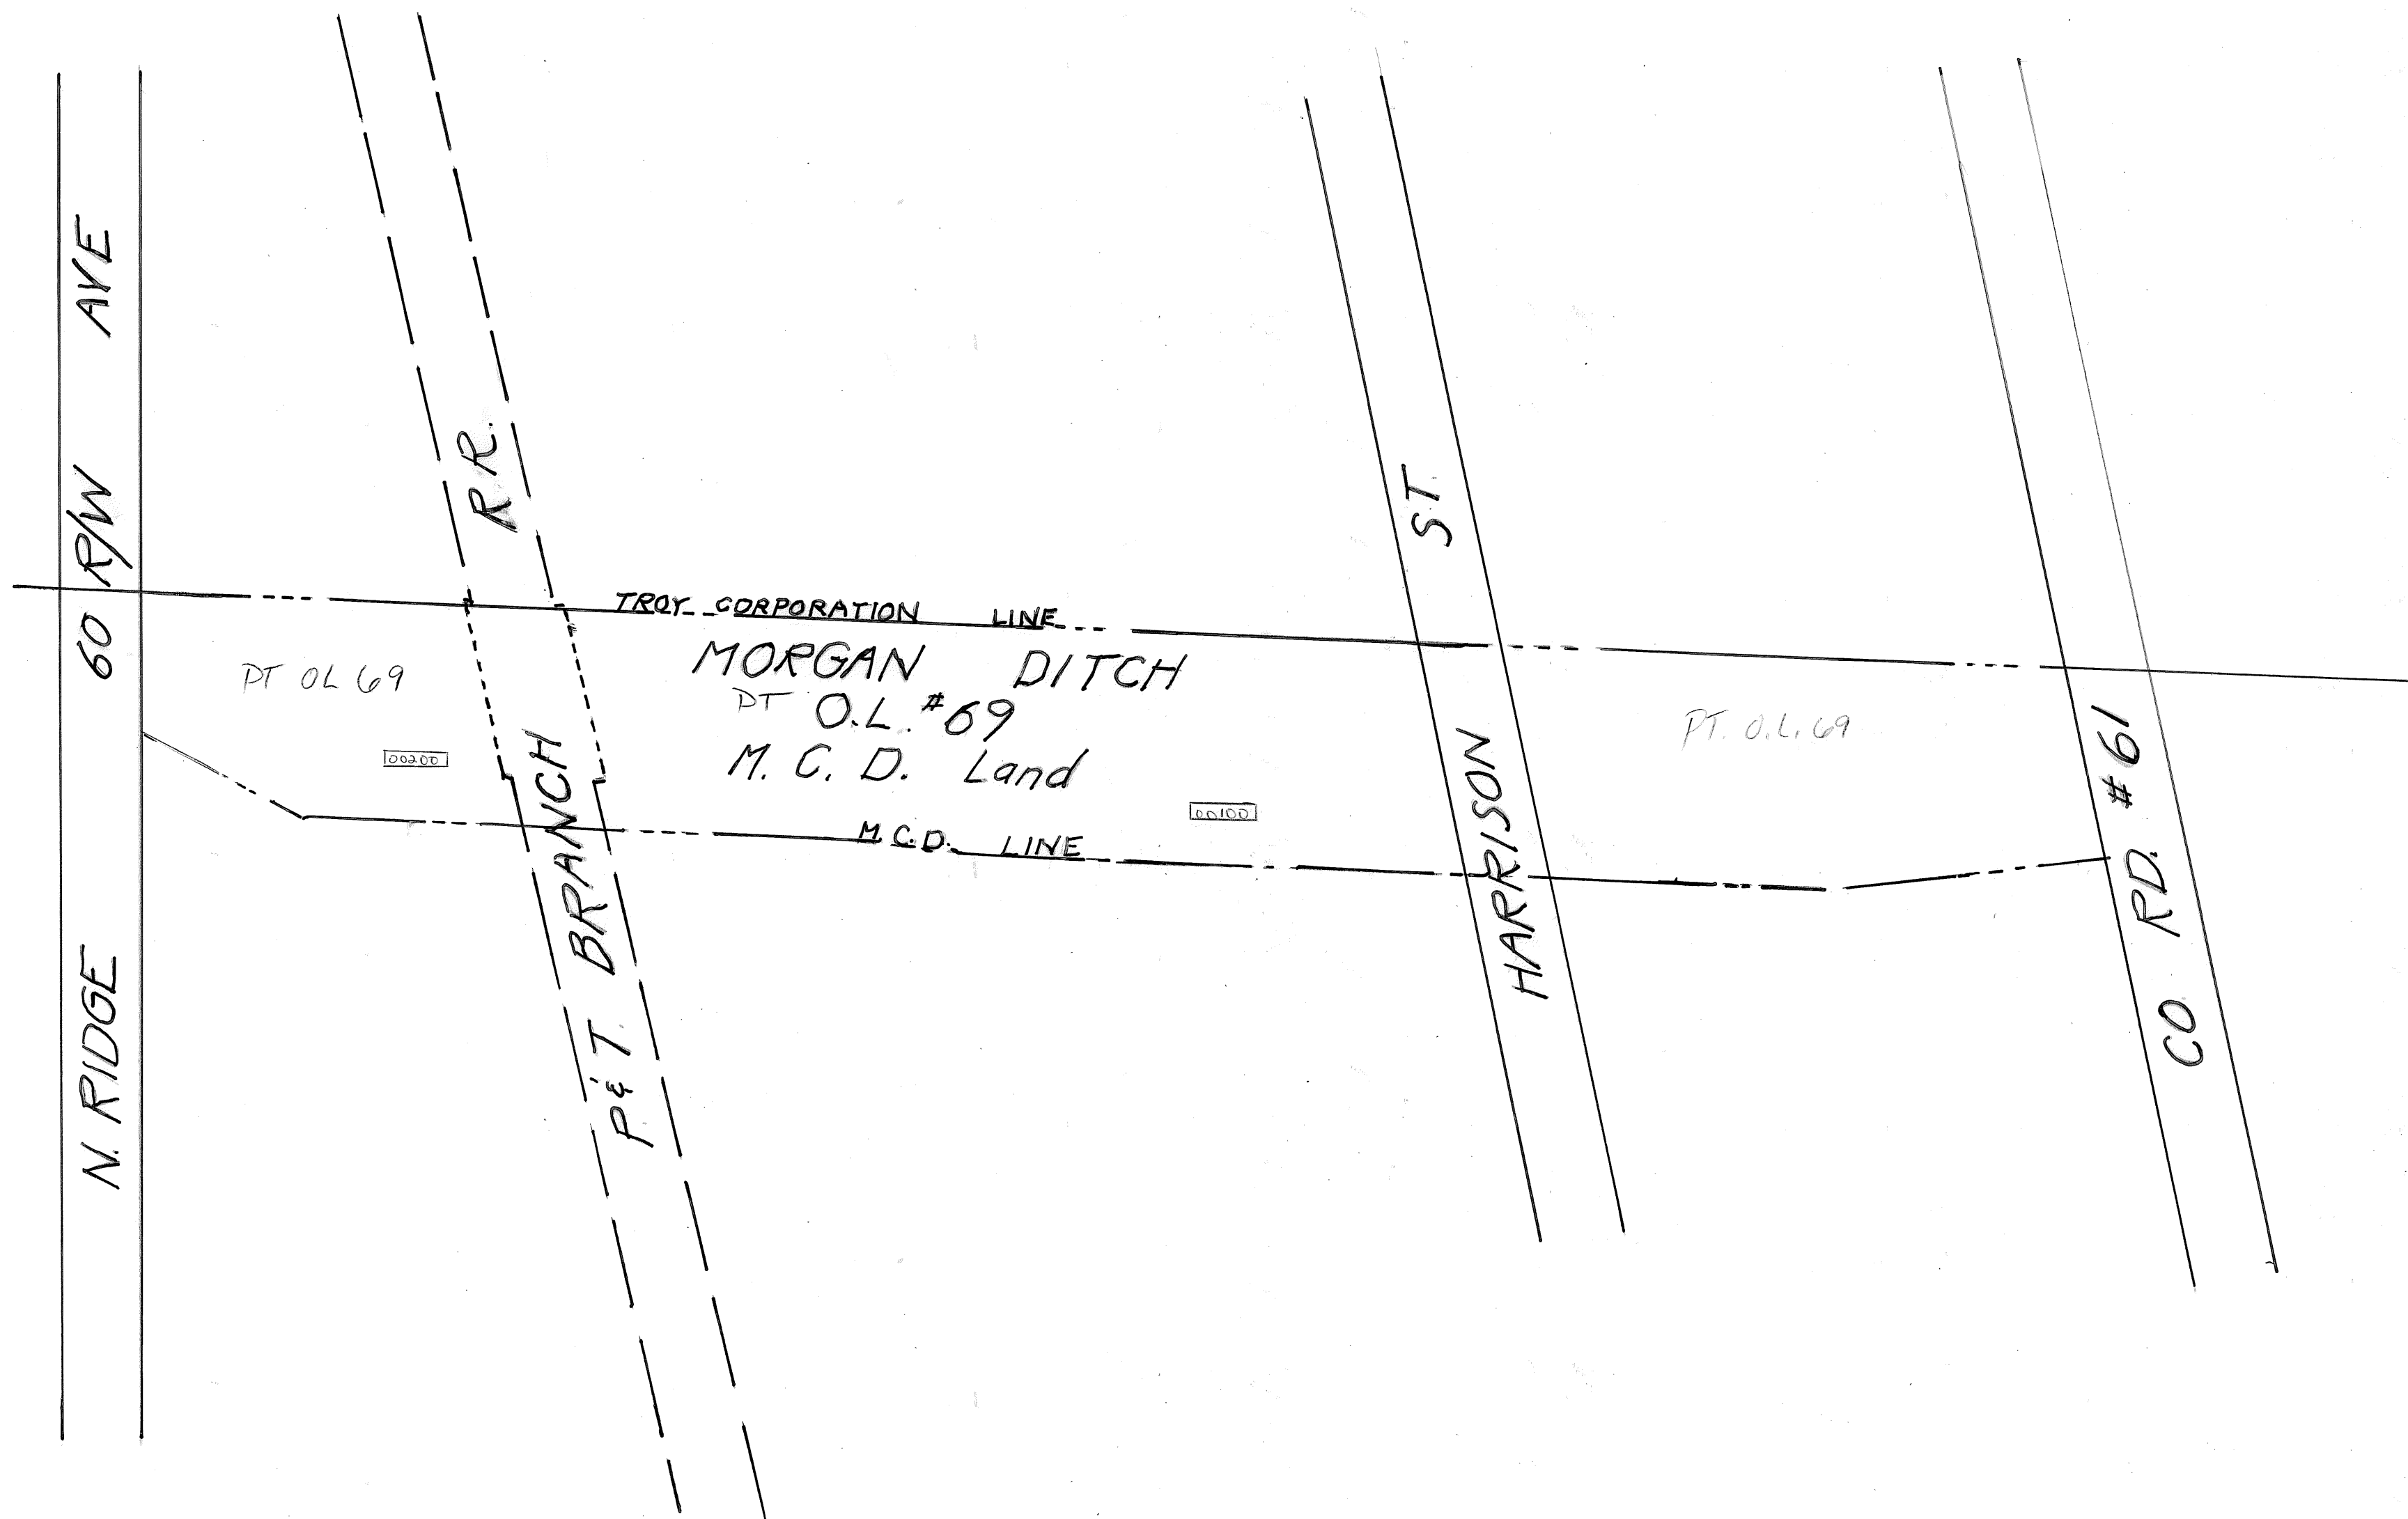 N. RIDGE AVE
60 R/W
P&T. BRANCH R.R.
TROY CORPORATION LINE
MORGAN DITCH
PT O.L. #69
M. C. D. Land
PT OL 69
00200
00100
M.C.D. LINE
HARRISON ST.
PT. O.L. 69
CO. RD. #61